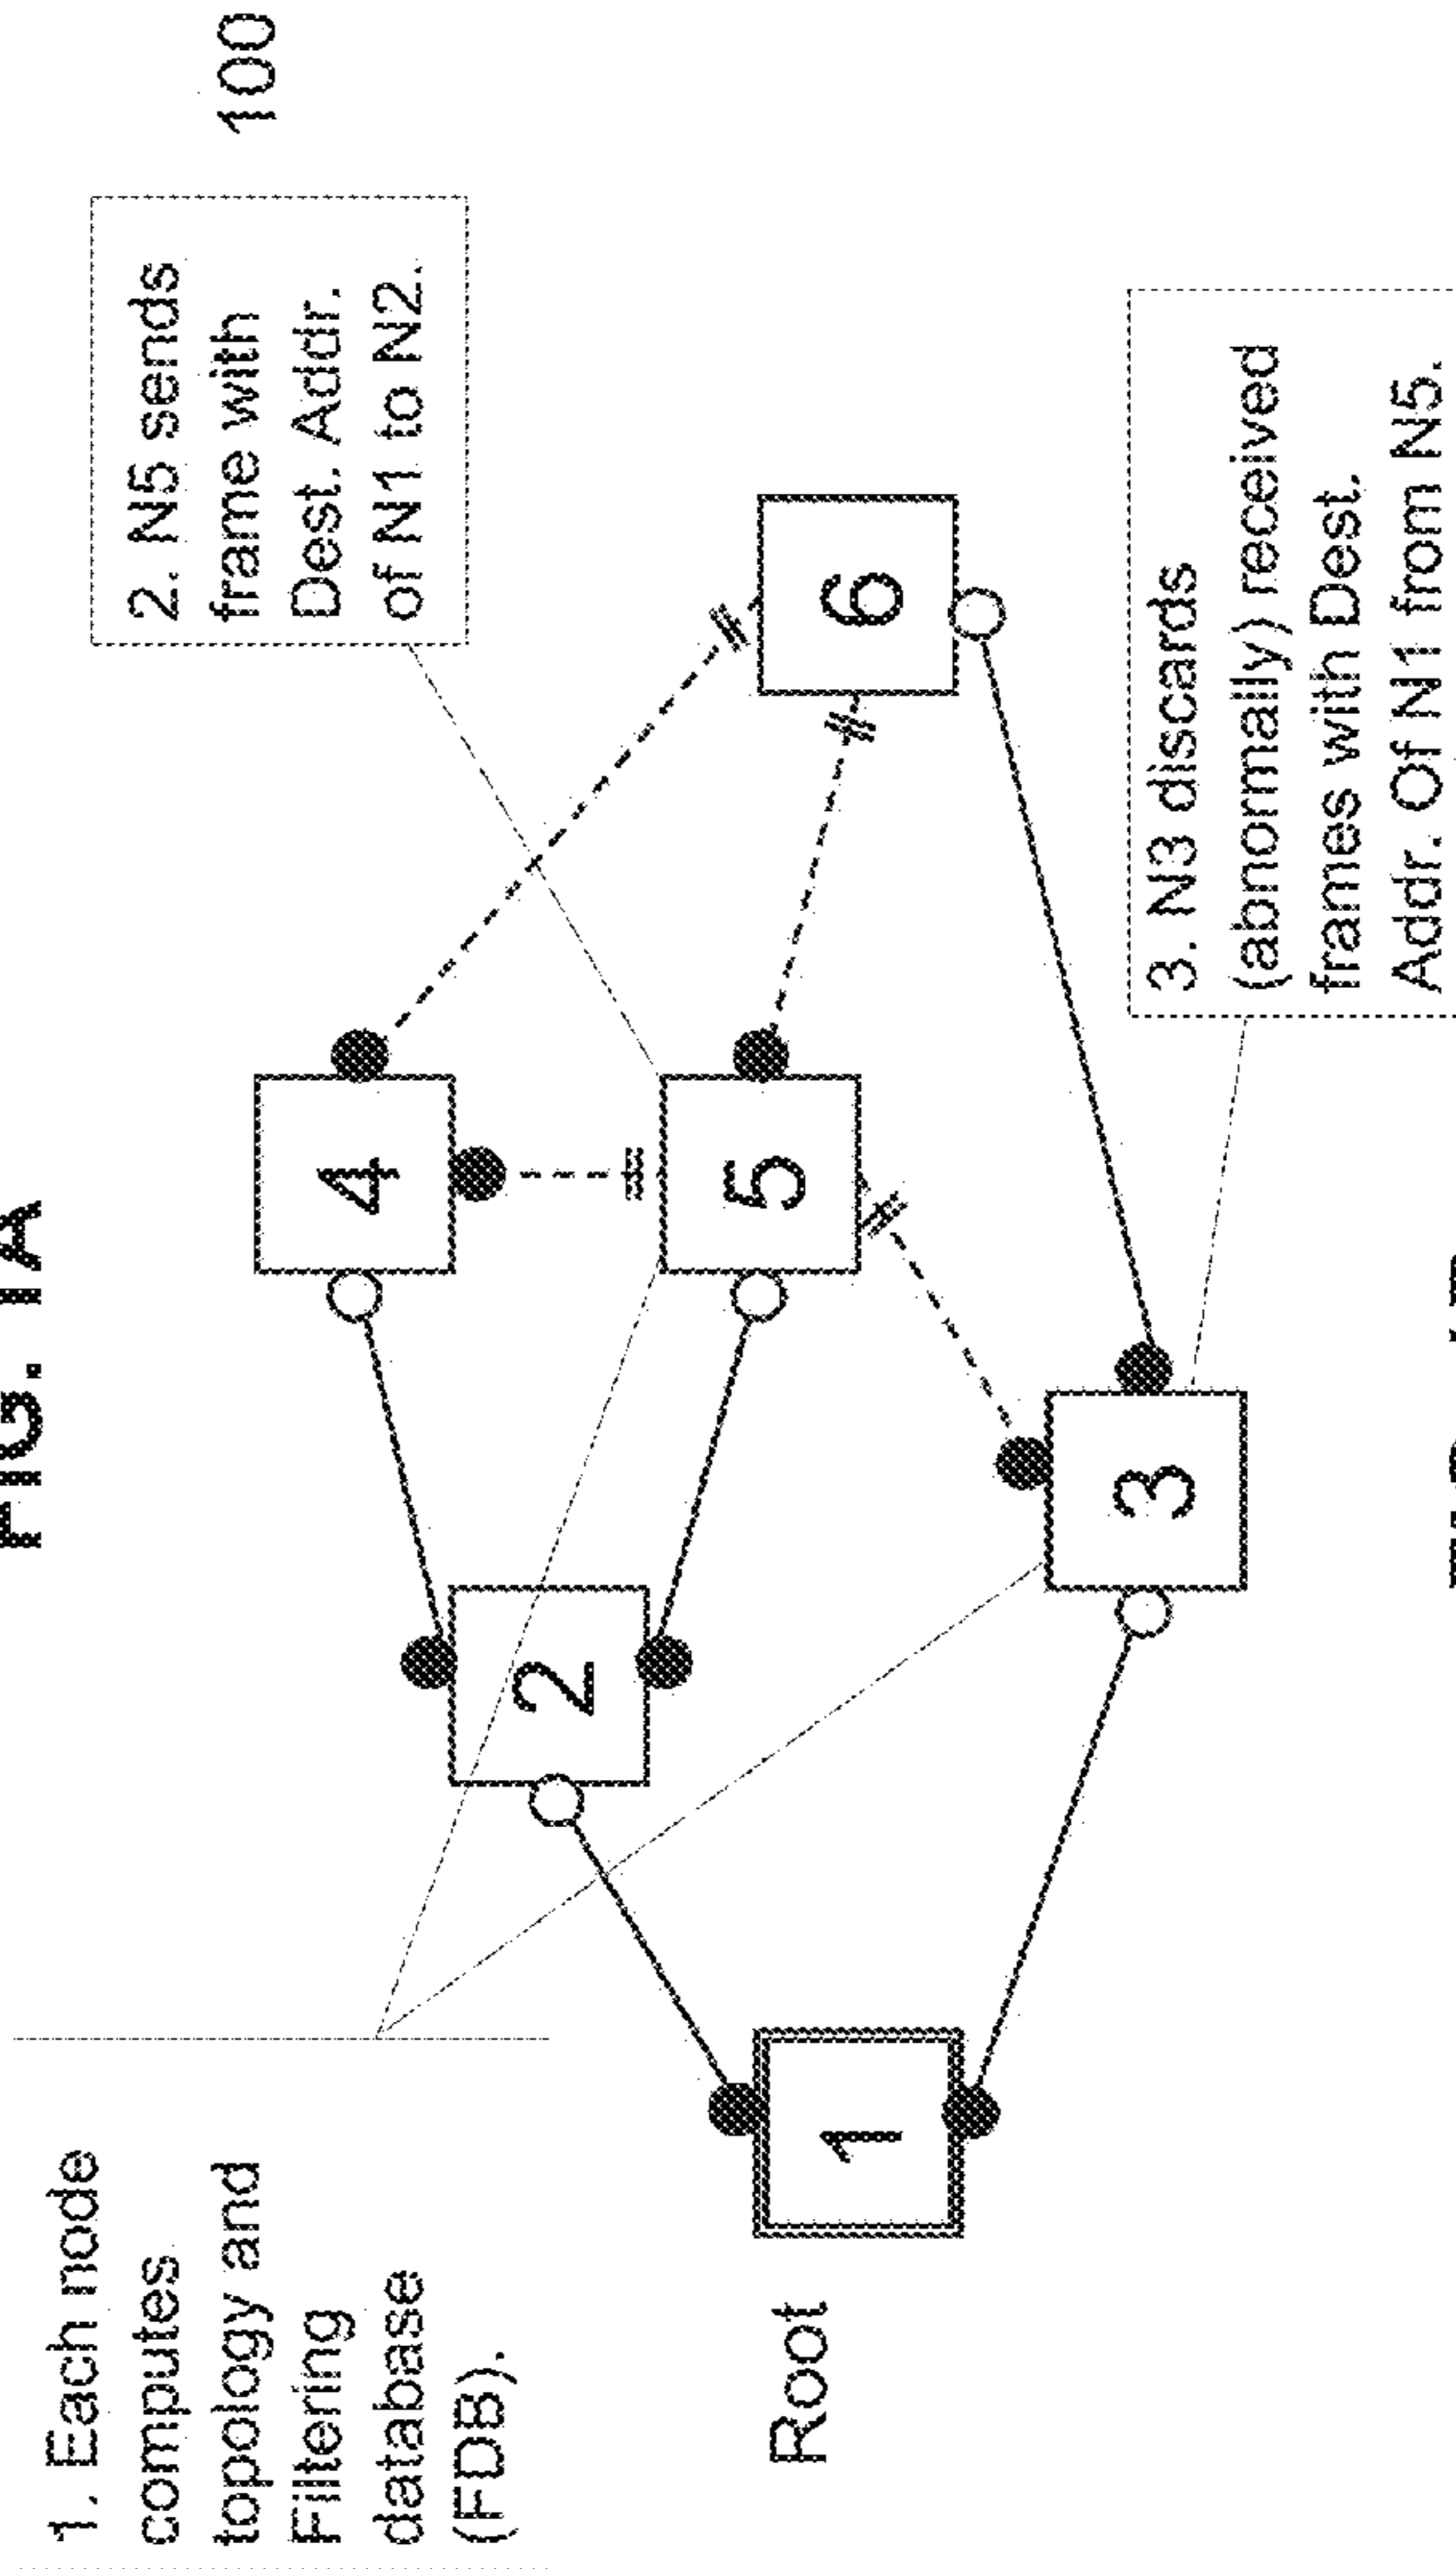 FIG. 1A
100
1. Each node
computes
topology and
Filtering
database
(FDB).
2. N5 sends
frame with
Dest. Addr.
of N1 to N2.
4
2
5
6
Root
1
3
3. N3 discards
(abnormally) received
frames with Dest.
Addr. Of N1 from N5.